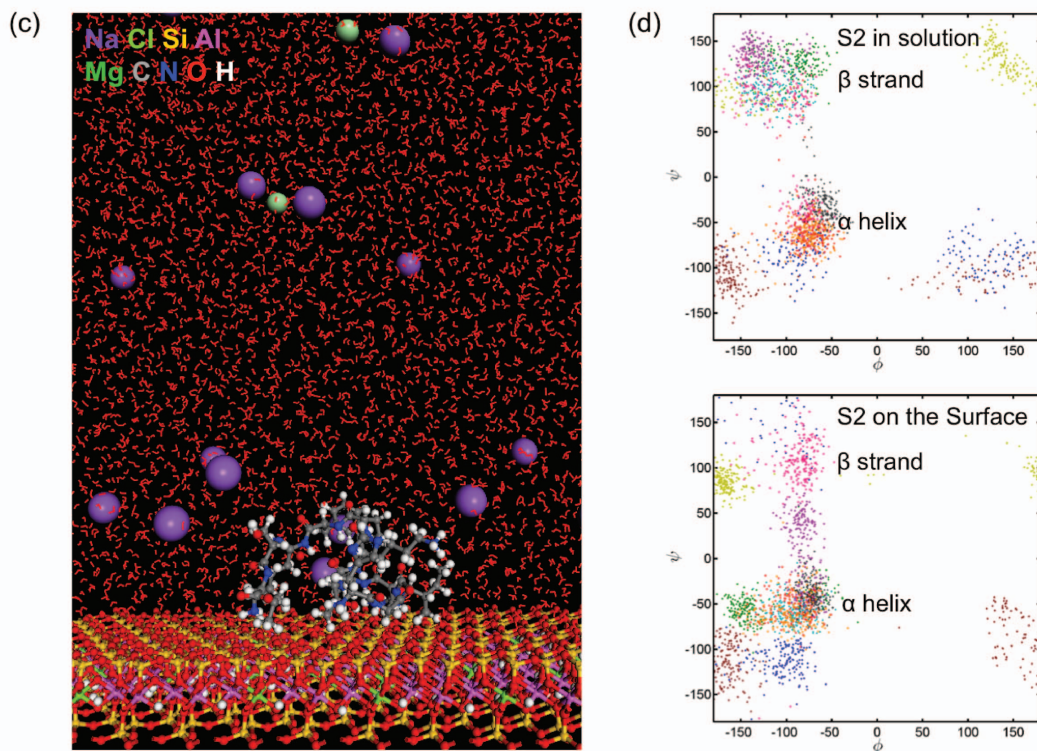 (c)
Na Cl Si Al
Mg C N O H
(d)
S2 in solution
β strand
α helix
150
100
50
0
-50
-100
-150
ψ
-150 -100 -50 0 50 100 150
ϕ
S2 on the Surface
β strand
α helix
150
100
50
0
-50
-100
-150
ψ
-150 -100 -50 0 50 100 150
ϕ